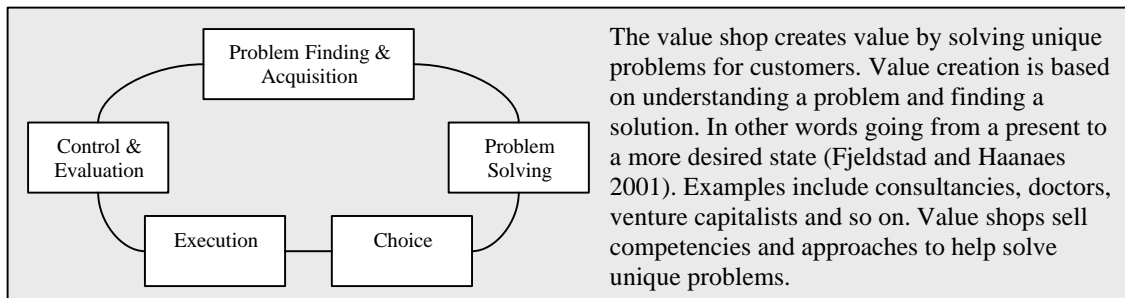 Problem Finding &
Acquisition
Control &
Evaluation
Problem
Solving
Execution
Choice
The value shop creates value by solving unique
problems for customers. Value creation is based
on understanding a problem and finding a
solution. In other words going from a present to
a more desired state (Fjeldstad and Haanaes
2001). Examples include consultancies, doctors,
venture capitalists and so on. Value shops sell
competencies and approaches to help solve
unique problems.